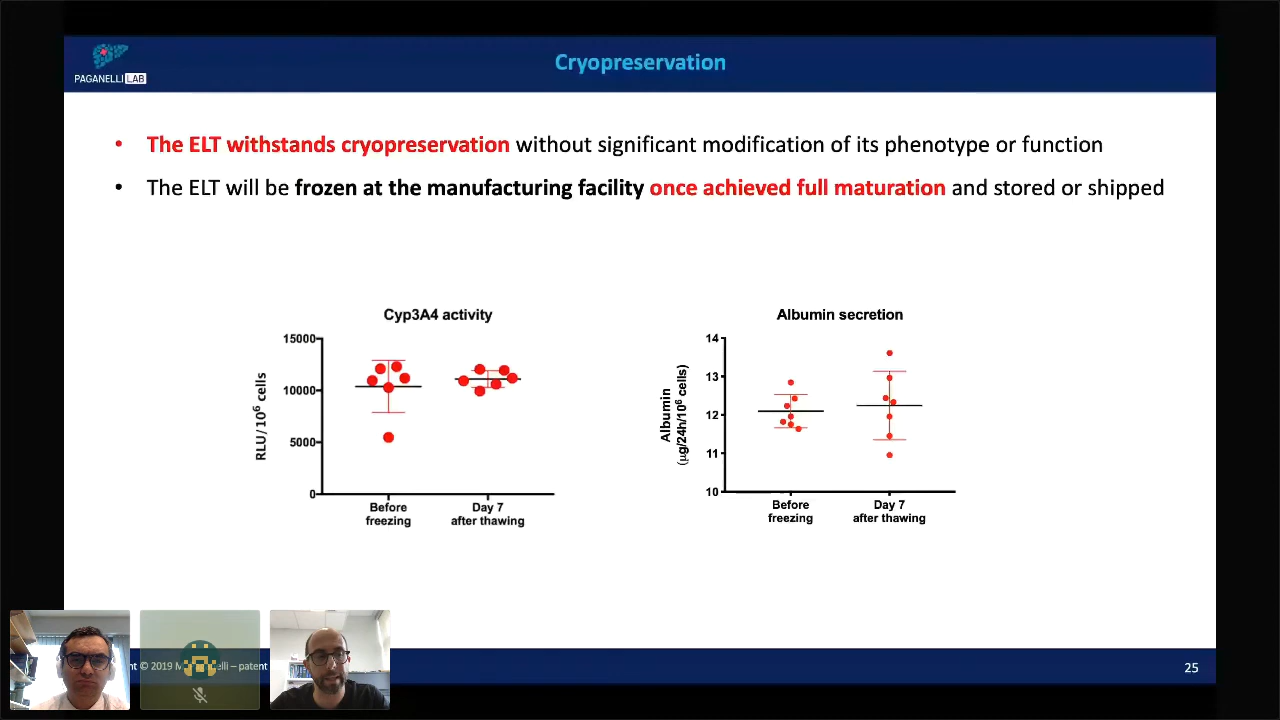 PAGANELLI LAB
Cryopreservation
• The ELT withstands cryopreservation without significant modification of its phenotype or function
• The ELT will be frozen at the manufacturing facility once achieved full maturation and stored or shipped
Cyp3A4 activity
RLU/10⁶ cells
15000
10000
5000
0
Before
freezing
Day 7
after thawing
Albumin secretion
Albumin
(µg/24h/10⁶ cells)
14
13
12
11
10
Before
freezing
Day 7
after thawing
© 2019
– patent
25